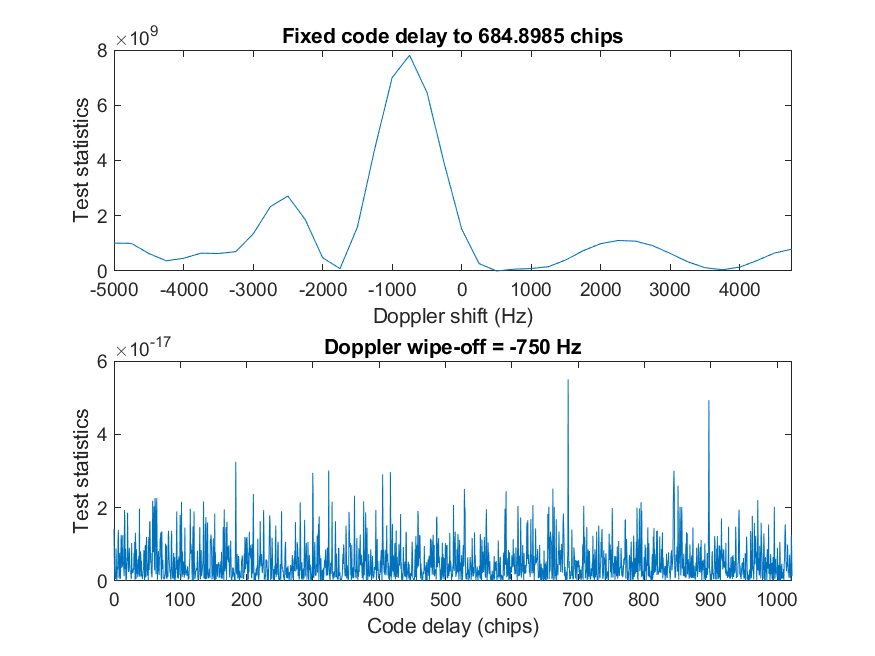 ×10^9
Fixed code delay to 684.8985 chips
8
6
4
2
0
Test statistics
-5000 -4000 -3000 -2000 -1000 0 1000 2000 3000 4000
Doppler shift (Hz)
×10^-17
Doppler wipe-off = -750 Hz
6
4
2
0
Test statistics
0 100 200 300 400 500 600 700 800 900 1000
Code delay (chips)